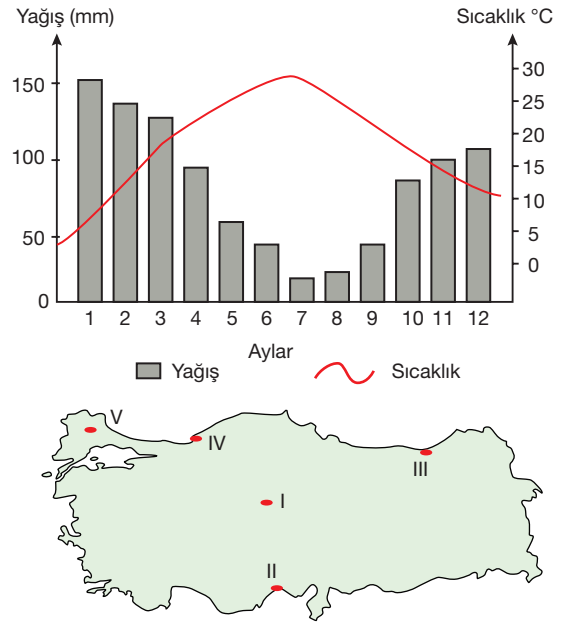 Yağış (mm)
Sıcaklık °C
150
100
50
0
30
25
20
15
10
5
0
1 2 3 4 5 6 7 8 9 10 11 12
Aylar
Yağış
Sıcaklık
V
IV
III
I
II